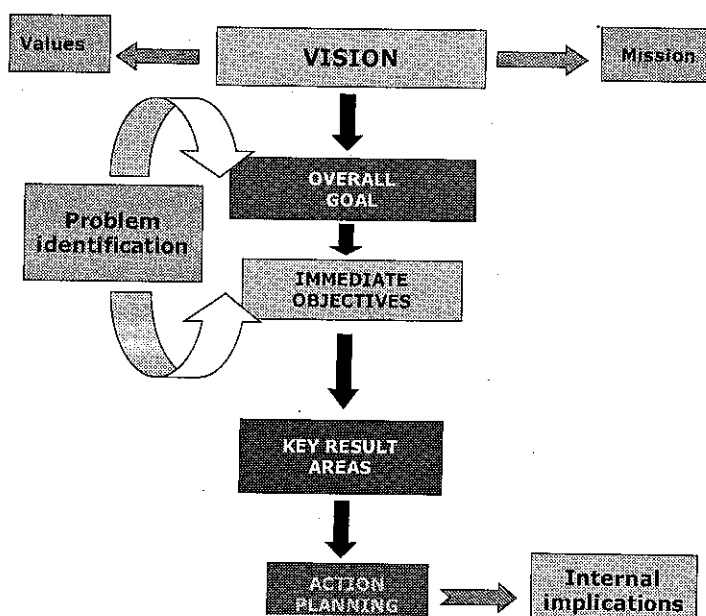 Values
VISION
Mission
OVERALL
GOAL
Problem
identification
IMMEDIATE
OBJECTIVES
KEY RESULT
AREAS
ACTION
PLANNING
Internal
implications